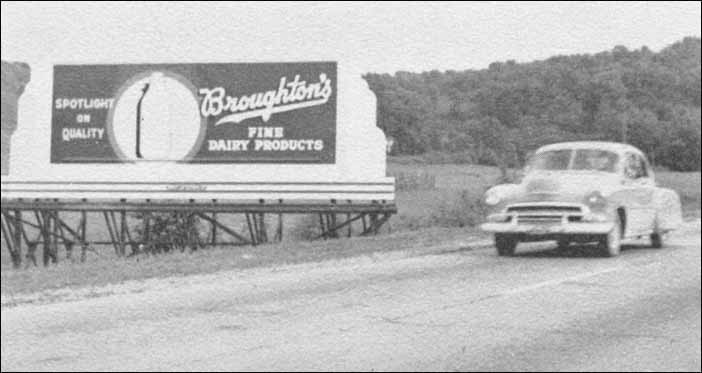 SPOTLIGHT
ON
QUALITY
Broughton's
FINE
DAIRY PRODUCTS